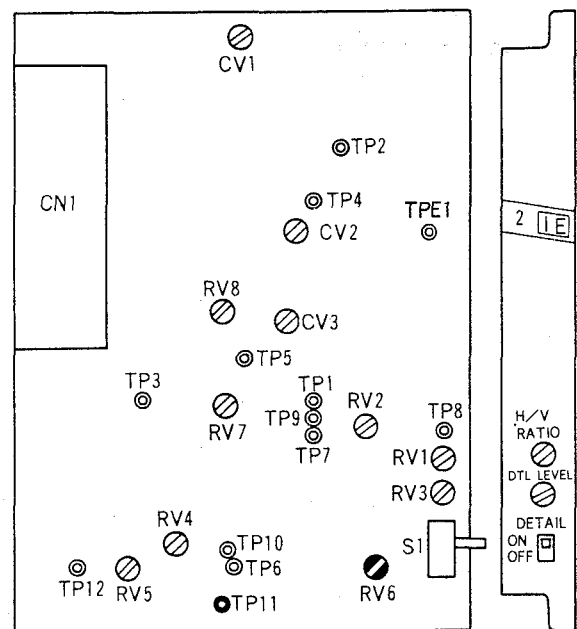 CV1
TP2
CN1
TP4
TPE1
CV2
2 IE
RV8
CV3
TP5
TP3
TP1
RV2
TP8
TP9
RV7
TP7
RV1
RV3
H/V
RATIO
DTL LEVEL
DETAIL
ON
OFF
RV4
S1
TP10
TP6
TP12
RV5
RV6
TP11